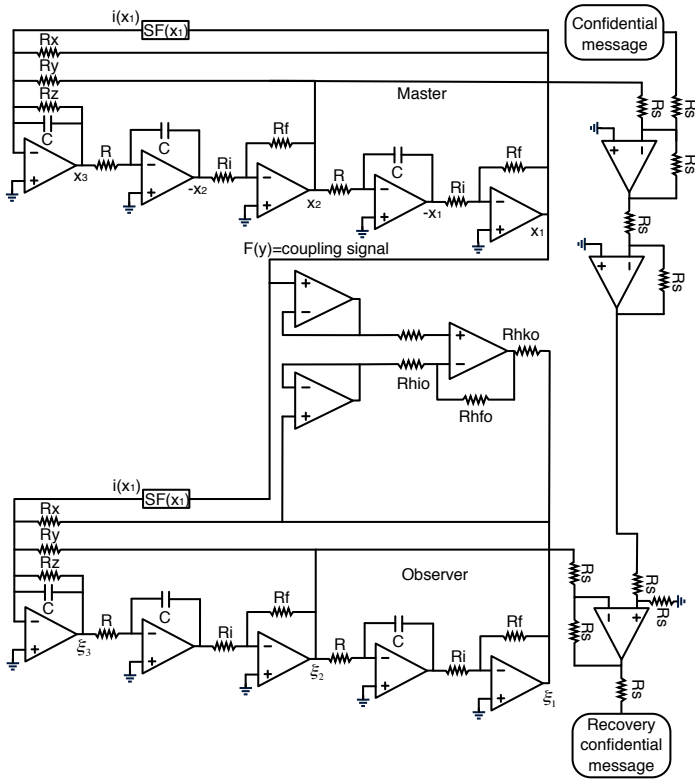 i(x₁)
SF(x₁)
Confidential
message
Rx
Ry
Rz
C
Master
Rs
Rs
Rs
R
C
Ri
Rf
R
C
Ri
Rf
x₃
-x₂
x₂
-x₁
x₁
Rs
Rs
F(y)=coupling signal
Rhko
Rhio
Rhfo
i(x₁)
SF(x₁)
Rx
Ry
Rz
C
Observer
Rs
Rs
Rs
Rs
R
C
Ri
Rf
R
C
Ri
Rf
ξ₃
ξ₂
ξ₁
Rs
Recovery
confidential
message